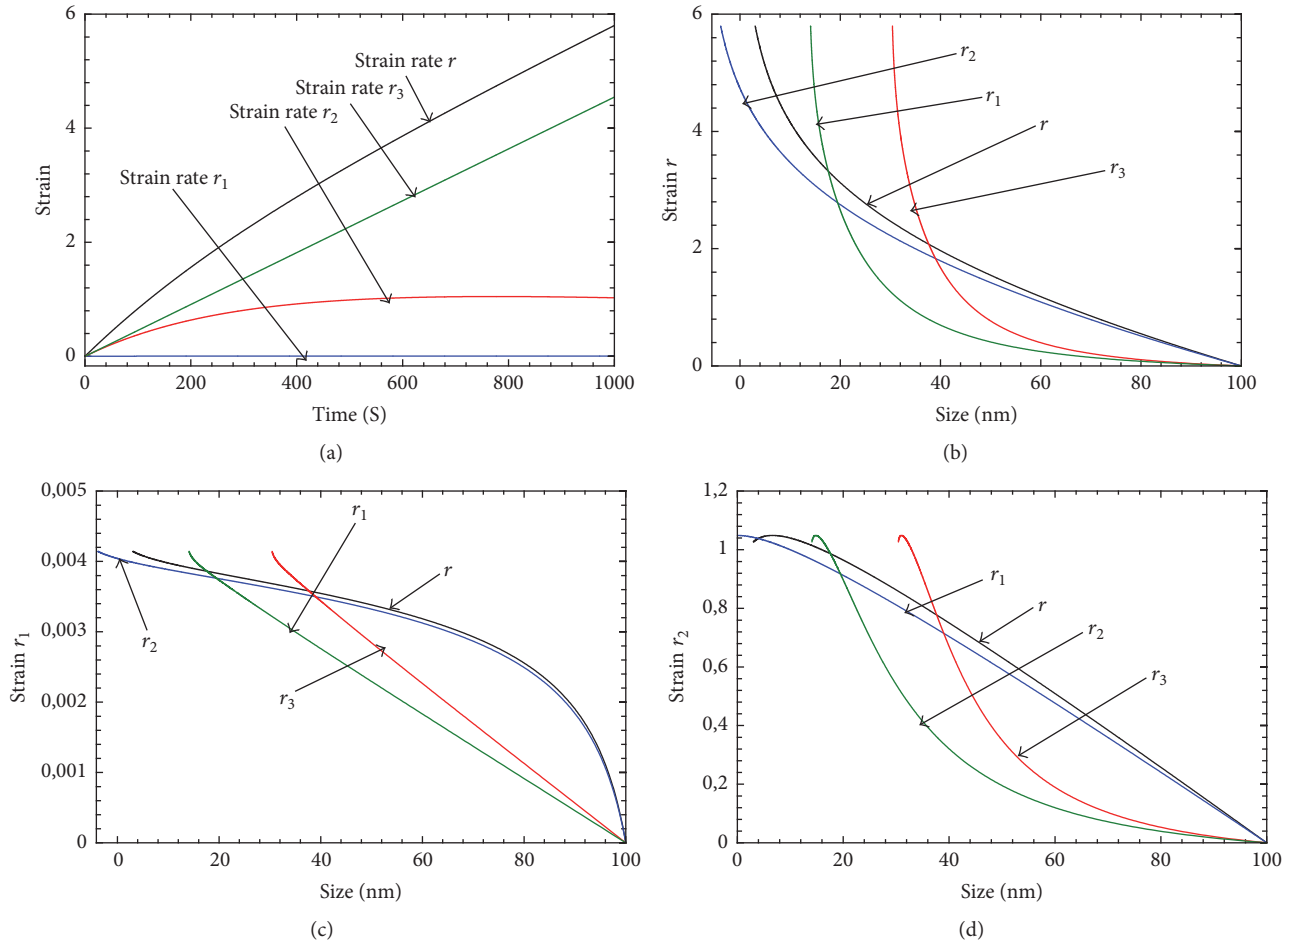 6
4
2
0
Strain
Strain rate r
Strain rate r3
Strain rate r2
Strain rate r1
0 200 400 600 800 1000
Time (S)
(a)
6
4
2
0
Strain r
r2
r1
r
r3
0 20 40 60 80 100
Size (nm)
(b)
0,005
0,004
0,003
0,002
0,001
0
Strain r1
r1
r
r2
r3
0 20 40 60 80 100
Size (nm)
(c)
1,2
1
0,8
0,6
0,4
0,2
0
Strain r2
r1
r
r2
r3
0 20 40 60 80 100
Size (nm)
(d)